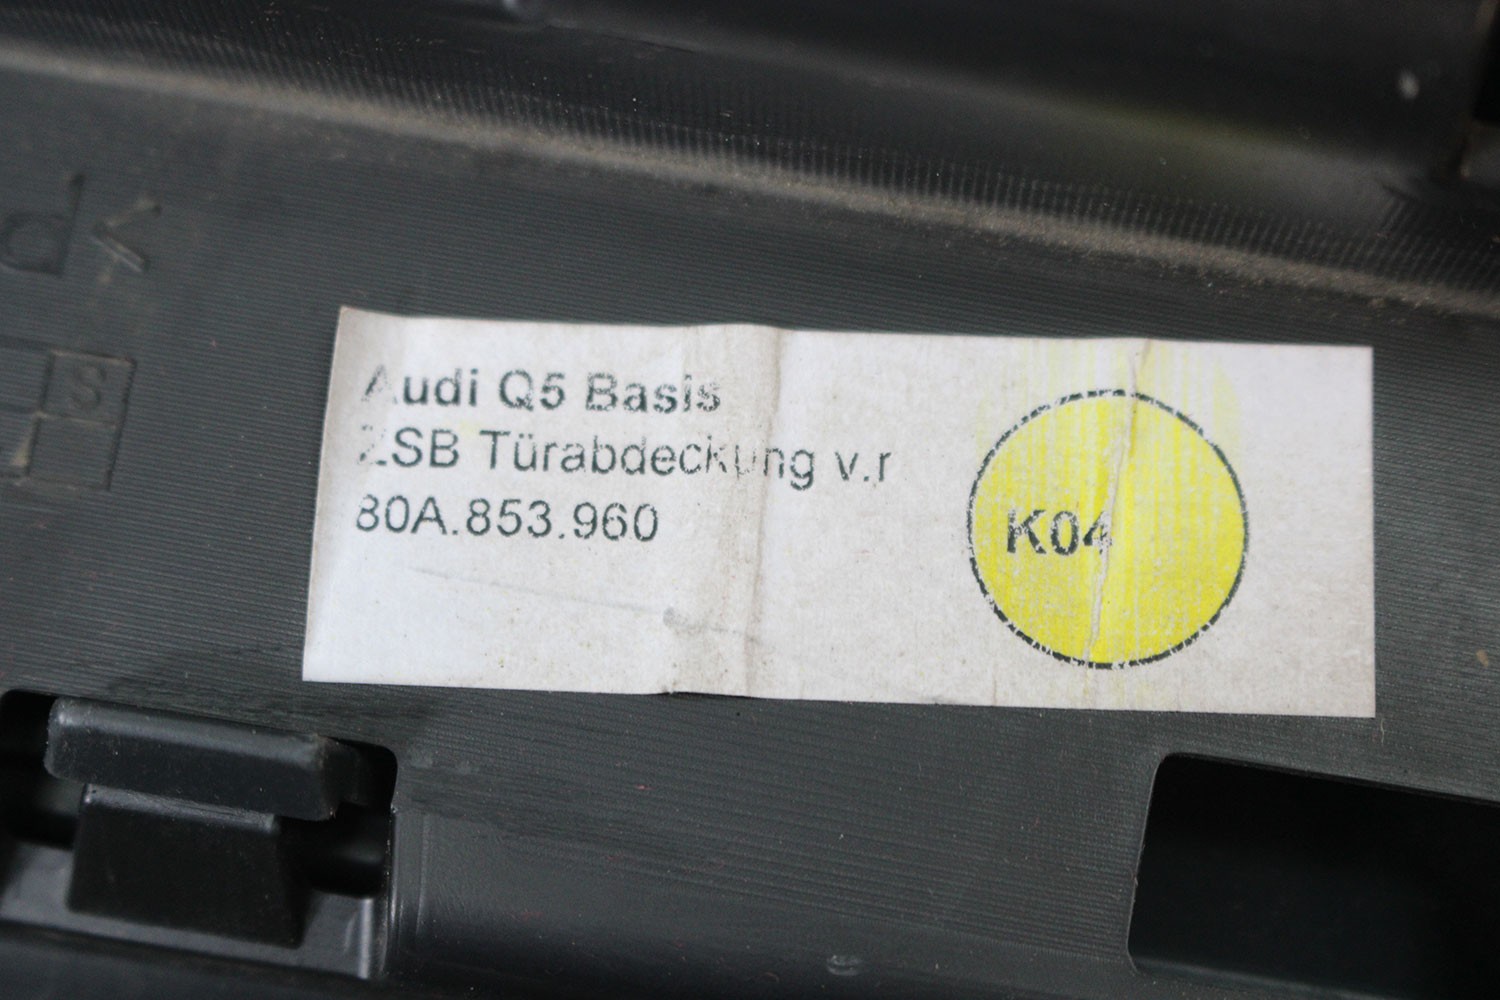 Audi Q5 Basis
ZSB Türabdeckung v.r
80A.853.960
K04
S